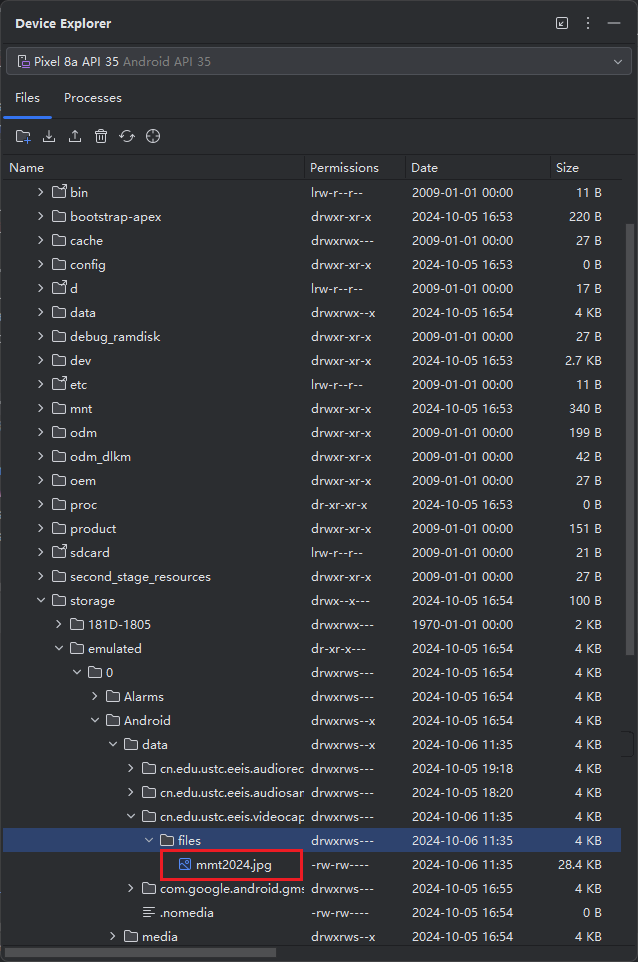 Device Explorer
Pixel 8a API 35 Android API 35
Files Processes
Name Permissions Date Size
bin lrw-r--r-- 2009-01-01 00:00 11 B
bootstrap-apex drwxr-xr-x 2024-10-05 16:53 220 B
cache drwxrwx--- 2009-01-01 00:00 27 B
config drwxr-xr-x 2024-10-05 16:53 0 B
d lrw-r--r-- 2009-01-01 00:00 17 B
data drwxrwx--x 2024-10-05 16:54 4 KB
debug_ramdisk drwxr-xr-x 2009-01-01 00:00 27 B
dev drwxr-xr-x 2024-10-05 16:53 2.7 KB
etc lrw-r--r-- 2009-01-01 00:00 11 B
mnt drwxr-xr-x 2024-10-05 16:53 340 B
odm drwxr-xr-x 2009-01-01 00:00 199 B
odm_dlkm drwxr-xr-x 2009-01-01 00:00 42 B
oem drwxr-xr-x 2009-01-01 00:00 27 B
proc dr-xr-xr-x 2024-10-05 16:53 0 B
product drwxr-xr-x 2009-01-01 00:00 151 B
sdcard lrw-r--r-- 2009-01-01 00:00 21 B
second_stage_resources drwxr-xr-x 2009-01-01 00:00 27 B
storage drwx--x--- 2024-10-05 16:54 100 B
181D-1805 drwxrwx--- 1970-01-01 00:00 2 KB
emulated dr-xr-x--- 2024-10-05 16:54 4 KB
0 drwxrws--- 2024-10-05 16:54 4 KB
Alarms drwxrws--- 2024-10-05 16:54 4 KB
Android drwxrws--x 2024-10-05 16:54 4 KB
data drwxrws--x 2024-10-06 11:35 4 KB
cn.edu.ustc.eeis.audiorec drwxrws--- 2024-10-05 19:18 4 KB
cn.edu.ustc.eeis.audiosar drwxrws--- 2024-10-05 18:20 4 KB
cn.edu.ustc.eeis.videocap drwxrws--- 2024-10-06 11:35 4 KB
files drwxrws--- 2024-10-06 11:35 4 KB
mmt2024.jpg -rw-rw---- 2024-10-06 11:35 28.4 KB
com.google.android.gms drwxrws--- 2024-10-05 16:55 4 KB
.nomedia -rw-rw---- 2024-10-05 16:54 0 B
media drwxrws--x 2024-10-05 16:54 4 KB